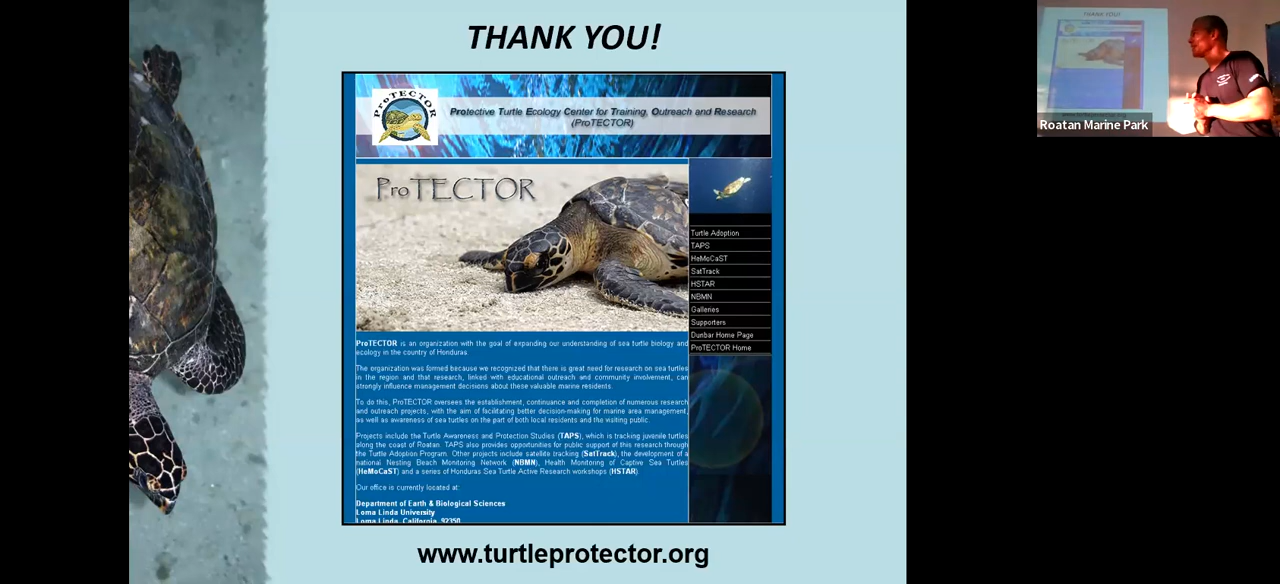 THANK YOU!
ProTECTOR
Protective Turtle Ecology Center for Training, Outreach and Research
(ProTECTOR)
ProTECTOR
Turtle Adoption
TAPS
HeMoCaST
SatTrack
HSTAR
NBMN
Galleries
Supporters
Dunbar Home Page
ProTECTOR Home
ProTECTOR is an organization with the goal of expanding our understanding of sea turtle biology and
ecology in the country of Honduras
The organization was formed because we recognized that there is great need for research on sea turtles
in the region and that research, linked with educational outreach and community involvement, can
strongly influence management decisions about these valuable marine residents.
To do this, ProTECTOR oversees the establishment, continuance and completion of numerous research
and outreach projects, with the aim of facilitating better decision-making for marine area management,
as well as awareness of sea turtles on the part of both local residents and the visiting public.
Projects include the Turtle Awareness and Protection Studies (TAPS), which is tracking juvenile turtles
along the coast of Roatan. TAPS also provides opportunities for public support of this research through
the Turtle Adoption Program. Other projects include satellite tracking (SatTrack), the development of a
national Nesting Beach Monitoring Network (NBMN), Health Monitoring of Captive Sea Turtles
(HeMoCaST) and a series of Honduras Sea Turtle Active Research workshops (HSTAR).
Our office is currently located at:
Department of Earth & Biological Sciences
Loma Linda University
Loma Linda, California, 92350
www.turtleprotector.org
THANK YOU!
Roatan Marine Park